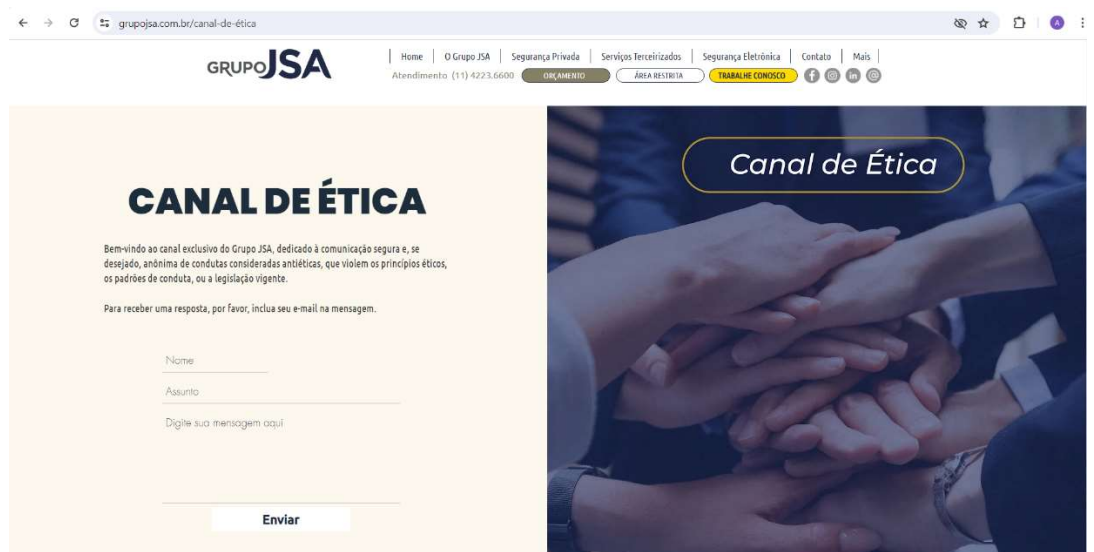 grupojsa.com.br/canal-de-ética
A
GRUPOJSA
Home | O Grupo JSA | Segurança Privada | Serviços Terceirizados | Segurança Eletrônica | Contato | Mais
Atendimento (11) 4223.6600 ORÇAMENTO ÁREA RESTRITA TRABALHE CONOSCO
Canal de Ética
CANAL DE ÉTICA
Bem-vindo ao canal exclusivo do Grupo JSA, dedicado à comunicação segura e, se
desejado, anônima de condutas consideradas antiéticas, que violem os princípios éticos,
os padrões de conduta, ou a legislação vigente.
Para receber uma resposta, por favor, inclua seu e-mail na mensagem.
Nome
Assunto
Digite sua mensagem aqui
Enviar